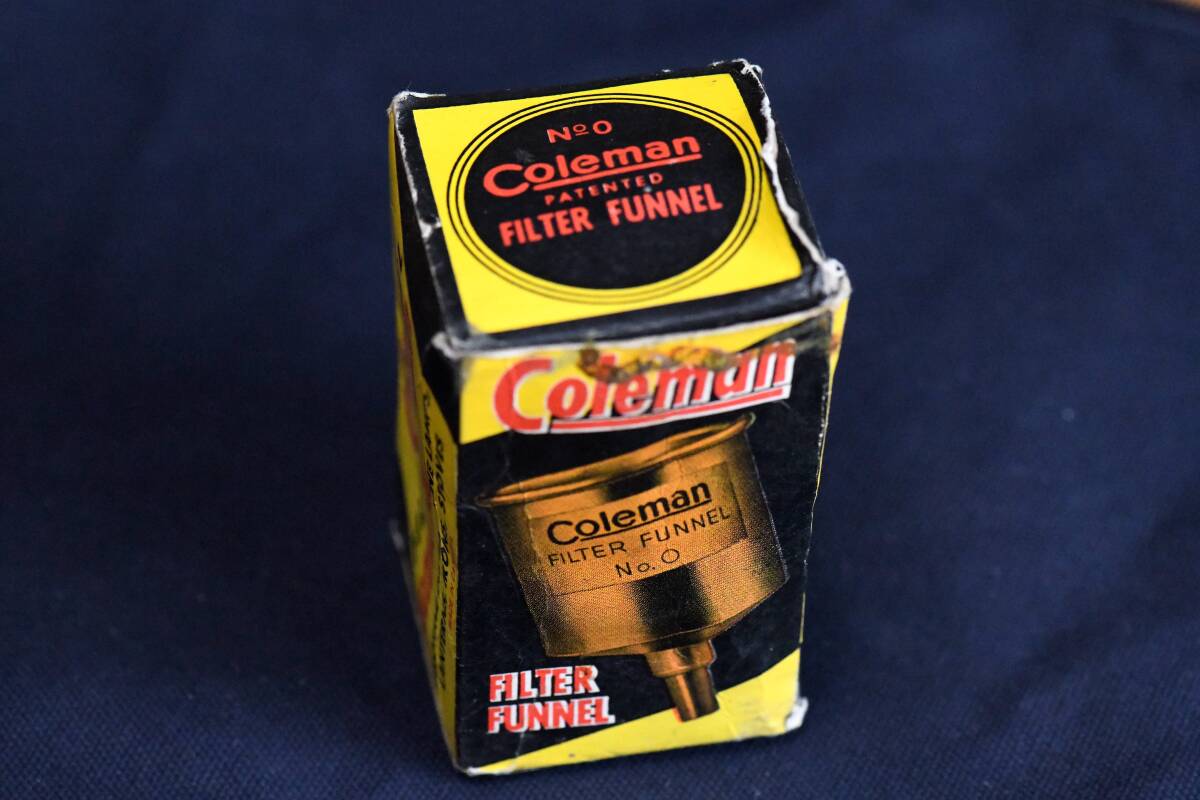 Nº 0
Coleman
PATENTED
FILTER FUNNEL
Coleman
Coleman
FILTER FUNNEL
No. 0
FILTER
FUNNEL